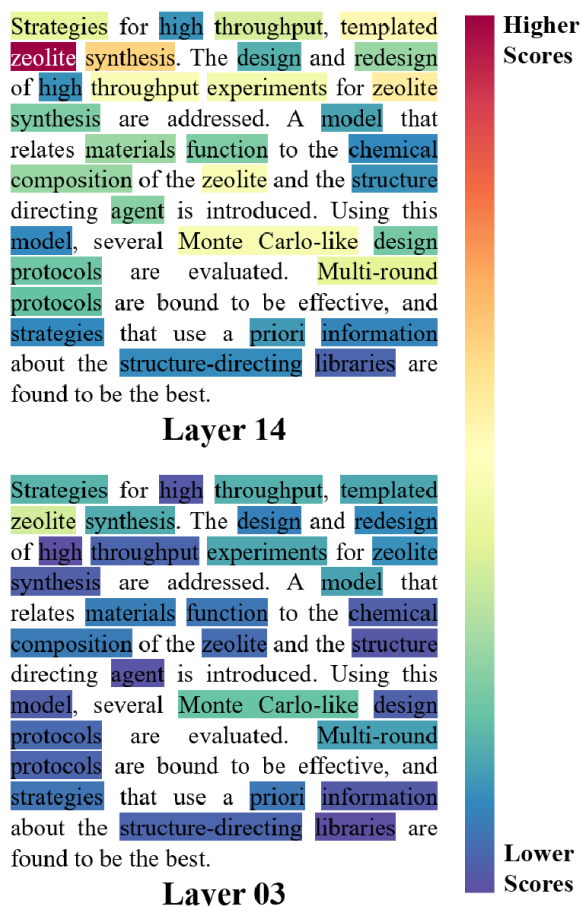 Strategies for high throughput, templated
zeolite synthesis. The design and redesign
of high throughput experiments for zeolite
synthesis are addressed. A model that
relates materials function to the chemical
composition of the zeolite and the structure
directing agent is introduced. Using this
model, several Monte Carlo-like design
protocols are evaluated. Multi-round
protocols are bound to be effective, and
strategies that use a priori information
about the structure-directing libraries are
found to be the best.
Layer 14
Strategies for high throughput, templated
zeolite synthesis. The design and redesign
of high throughput experiments for zeolite
synthesis are addressed. A model that
relates materials function to the chemical
composition of the zeolite and the structure
directing agent is introduced. Using this
model, several Monte Carlo-like design
protocols are evaluated. Multi-round
protocols are bound to be effective, and
strategies that use a priori information
about the structure-directing libraries are
found to be the best.
Layer 03
Higher
Scores
Lower
Scores